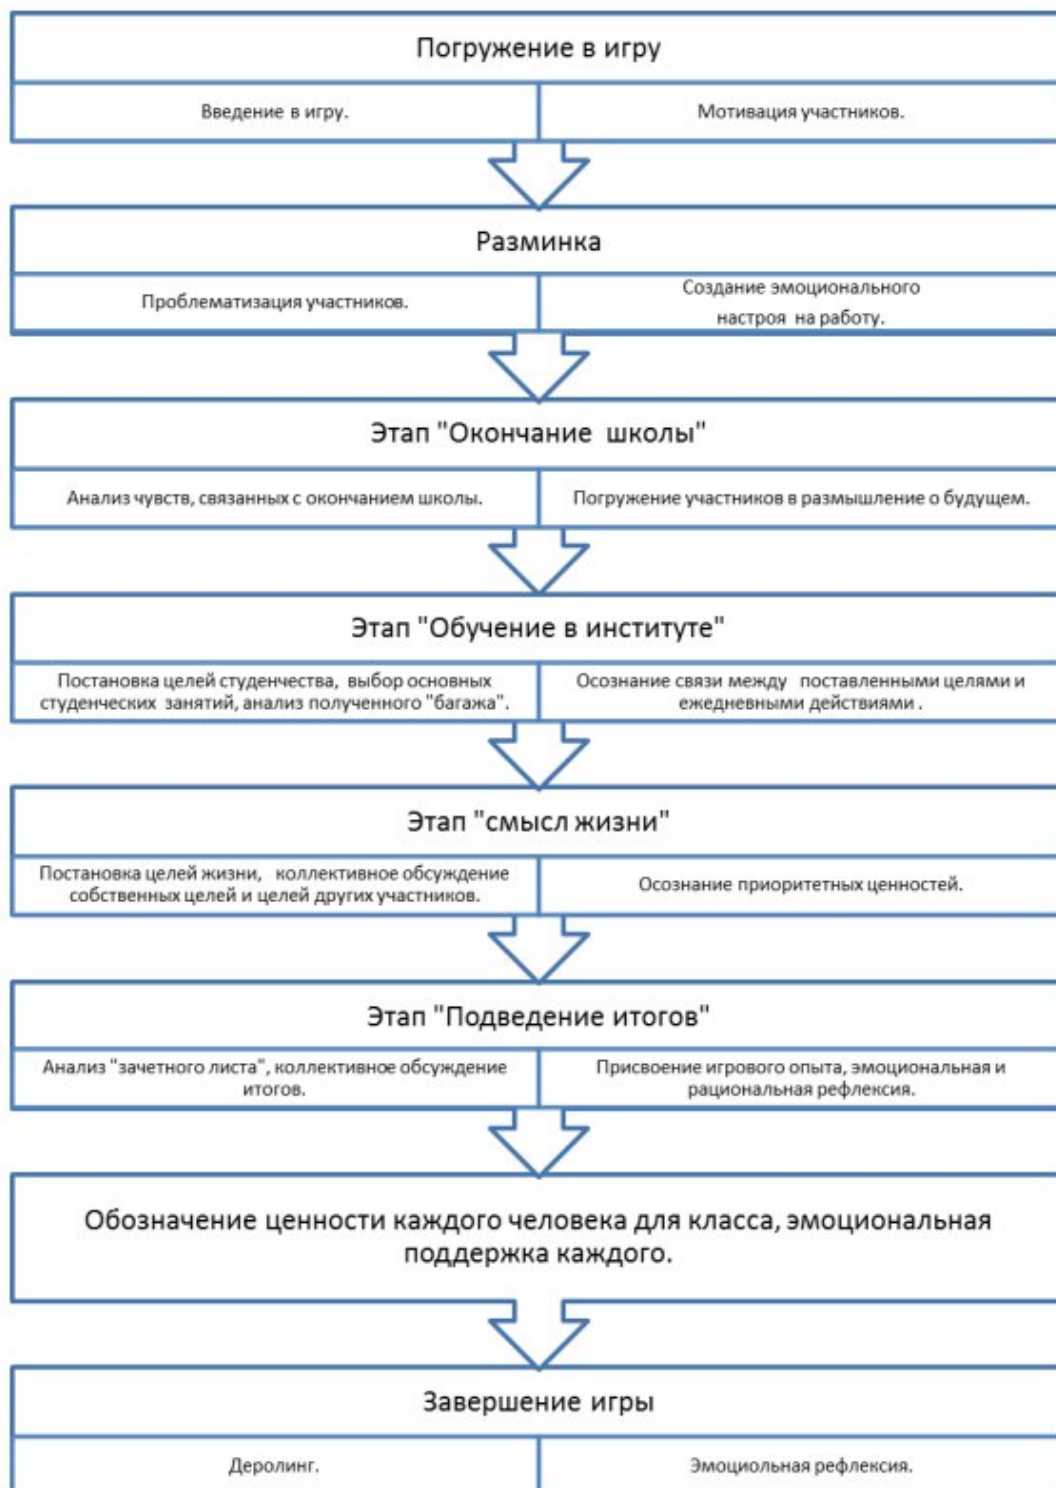 Погружение в игру
Введение в игру.
Мотивация участников.
Разминка
Проблематизация участников.
Создание эмоционального
настроя на работу.
Этап "Окончание школы"
Анализ чувств, связанных с окончанием школы.
Погружение участников в размышление о будущем.
Этап "Обучение в институте"
Постановка целей студенчества, выбор основных
студенческих занятий, анализ полученного "багажа".
Осознание связи между поставленными целями и
ежедневными действиями .
Этап "смысл жизни"
Постановка целей жизни, коллективное обсуждение
собственных целей и целей других участников.
Осознание приоритетных ценностей.
Этап "Подведение итогов"
Анализ "зачетного листа", коллективное обсуждение
итогов.
Присвоение игрового опыта, эмоциональная и
рациональная рефлексия.
Обозначение ценности каждого человека для класса, эмоциональная
поддержка каждого.
Завершение игры
Деролинг.
Эмоциольная рефлексия.